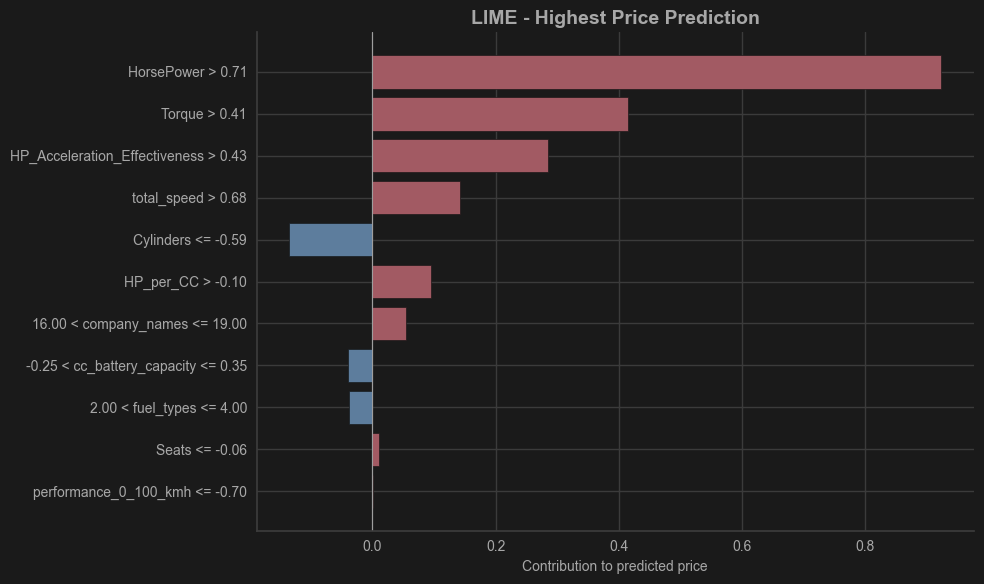 LIME - Highest Price Prediction
HorsePower > 0.71
Torque > 0.41
HP_Acceleration_Effectiveness > 0.43
total_speed > 0.68
Cylinders <= -0.59
HP_per_CC > -0.10
16.00 < company_names <= 19.00
-0.25 < cc_battery_capacity <= 0.35
2.00 < fuel_types <= 4.00
Seats <= -0.06
performance_0_100_kmh <= -0.70
0.0 0.2 0.4 0.6 0.8
Contribution to predicted price